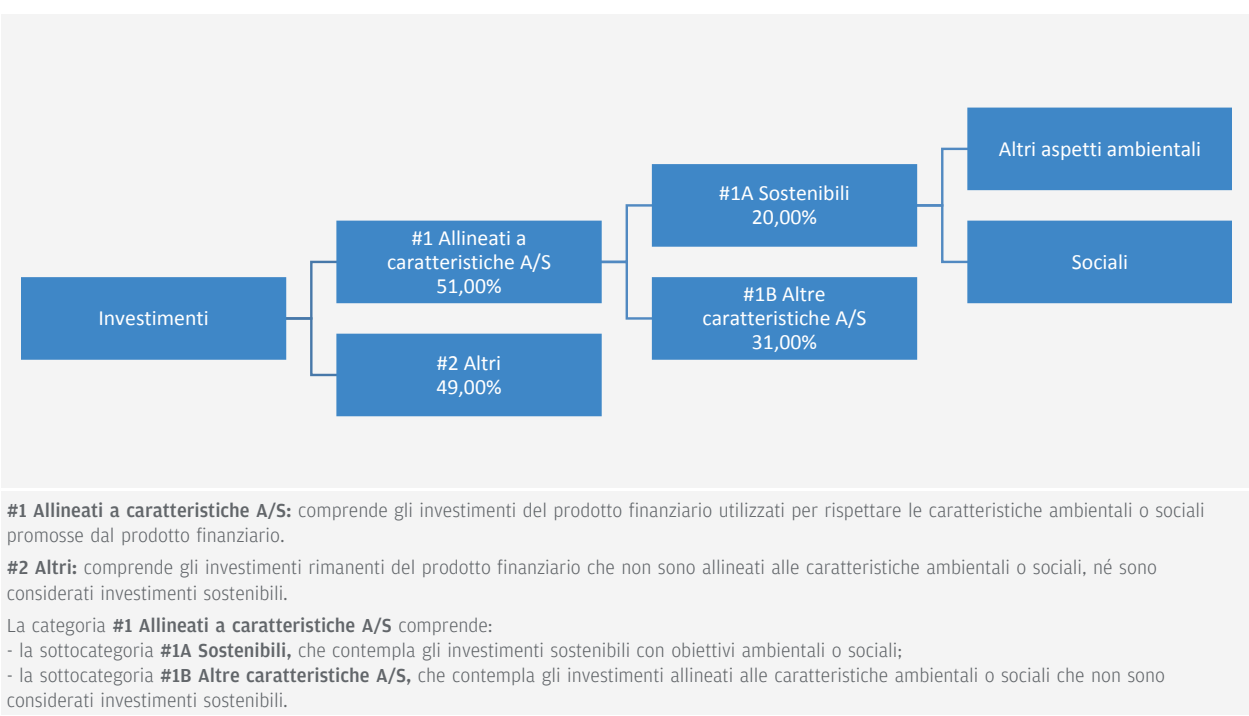 Investimenti
#1 Allineati a
caratteristiche A/S
51,00%
#2 Altri
49,00%
#1A Sostenibili
20,00%
#1B Altre
caratteristiche A/S
31,00%
Altri aspetti ambientali
Sociali
#1 Allineati a caratteristiche A/S: comprende gli investimenti del prodotto finanziario utilizzati per rispettare le caratteristiche ambientali o sociali
promosse dal prodotto finanziario.
#2 Altri: comprende gli investimenti rimanenti del prodotto finanziario che non sono allineati alle caratteristiche ambientali o sociali, né sono
considerati investimenti sostenibili.
La categoria #1 Allineati a caratteristiche A/S comprende:
- la sottocategoria #1A Sostenibili, che contempla gli investimenti sostenibili con obiettivi ambientali o sociali;
- la sottocategoria #1B Altre caratteristiche A/S, che contempla gli investimenti allineati alle caratteristiche ambientali o sociali che non sono
considerati investimenti sostenibili.